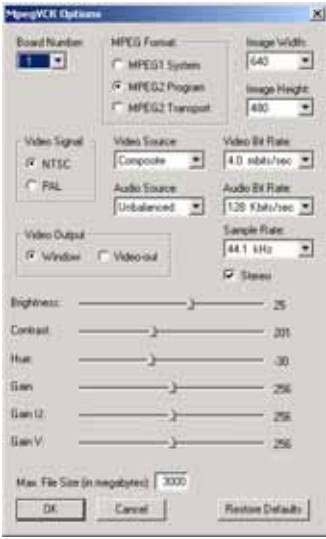 MpegVCR Options
Board Number:
1
MPEG Format
MPEG1 System
MPEG2 Program
MPEG2 Transport
Image Width:
640
Image Height:
480
Video Signal
NTSC
PAL
Video Source:
Composite
Audio Source:
Unbalanced
Video Bit Rate:
4.0 mbits/sec
Audio Bit Rate:
128 Kbits/sec
Sample Rate:
44.1 kHz
Stereo
Video Output
Window
Video-out
Brightness: 25
Contrast: 201
Hue: -30
Gain 256
Gain U: 256
Gain V: 256
Max. File Size (in megabytes): 3000
OK
Cancel
Restore Defaults